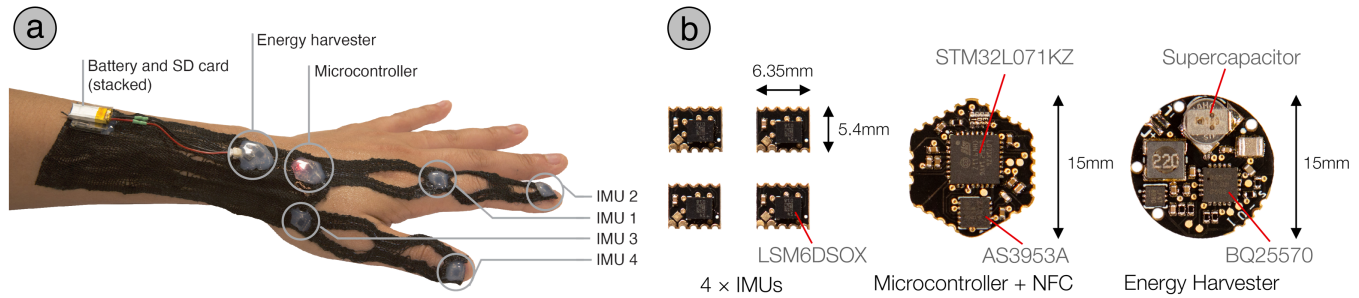 a
Energy harvester
Battery and SD card
(stacked)
Microcontroller
IMU 2
IMU 1
IMU 3
IMU 4
b
STM32L071KZ
Supercapacitor
6.35mm
5.4mm
15mm
220
15mm
LSM6DSOX
AS3953A
BQ25570
4 × IMUs
Microcontroller + NFC
Energy Harvester